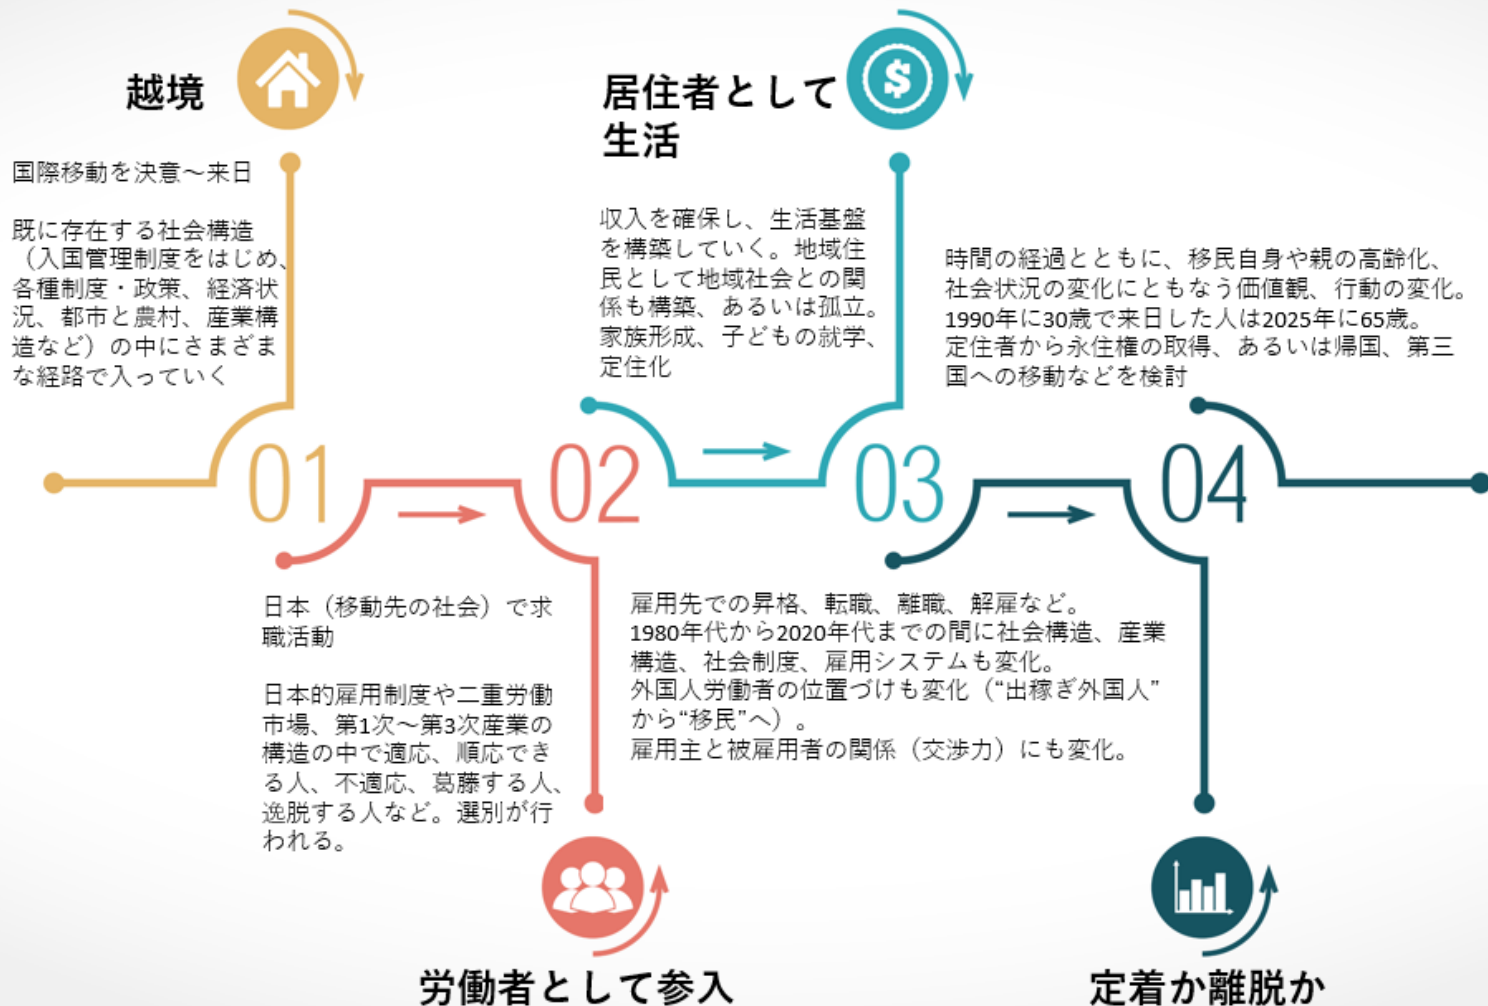 越境
国際移動を決意～来日
既に存在する社会構造
（入国管理制度をはじめ、
各種制度・政策、経済状
況、都市と農村、産業構
造など）の中にさまざま
な経路で入っていく
01
日本（移動先の社会）で求
職活動
日本的雇用制度や二重労働
市場、第1次～第3次産業の
構造の中で適応、順応でき
る人、不適応、葛藤する人、
逸脱する人など。選別が行
われる。
02
労働者として参入
居住者として
生活
収入を確保し、生活基盤
を構築していく。地域住
民として地域社会との関
係も構築、あるいは孤立。
家族形成、子どもの就学、
定住化
$
03
雇用先での昇格、転職、離職、解雇など。
1980年代から2020年代までの間に社会構造、産業
構造、社会制度、雇用システムも変化。
外国人労働者の位置づけも変化（“出稼ぎ外国人”
から“移民”へ）。
雇用主と被雇用者の関係（交渉力）にも変化。
時間の経過とともに、移民自身や親の高齢化、
社会状況の変化にともなう価値観、行動の変化。
1990年に30歳で来日した人は2025年に65歳。
定住者から永住権の取得、あるいは帰国、第三
国への移動などを検討
04
定着か離脱か